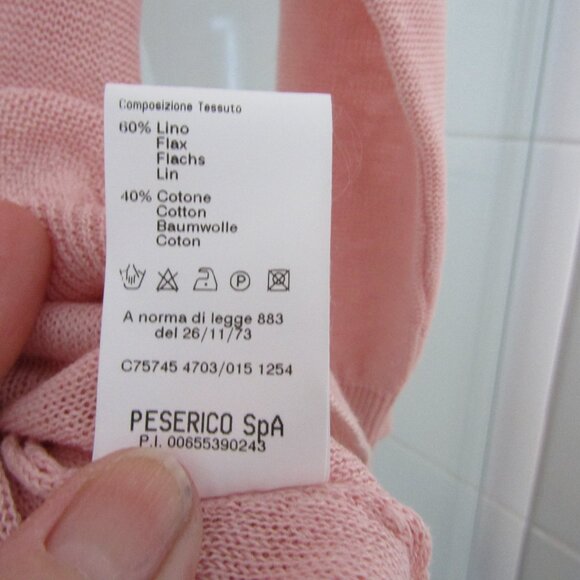 Composizione Tessuto
60% Lino
Flax
Flachs
Lin
40% Cotone
Cotton
Baumwolle
Coton
P
A norma di legge 883
del 26/11/73
C75745 4703/015 1254
PESERICO SpA
P.I. 00655390243